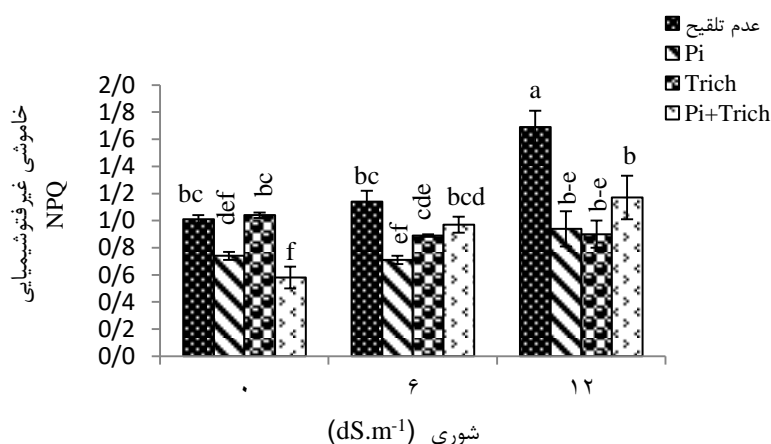 عدم تلقیح
Pi
Trich
Pi+Trich
خاموشی غیرفتوشیمیایی
NPQ
2/0
1/8
1/6
1/4
1/2
1/0
0/8
0/6
0/4
0/2
0/0
bc
def
bc
f
bc
ef
cde
bcd
a
b-e
b-e
b
۰
۶
۱۲
شوری (dS.m⁻¹)